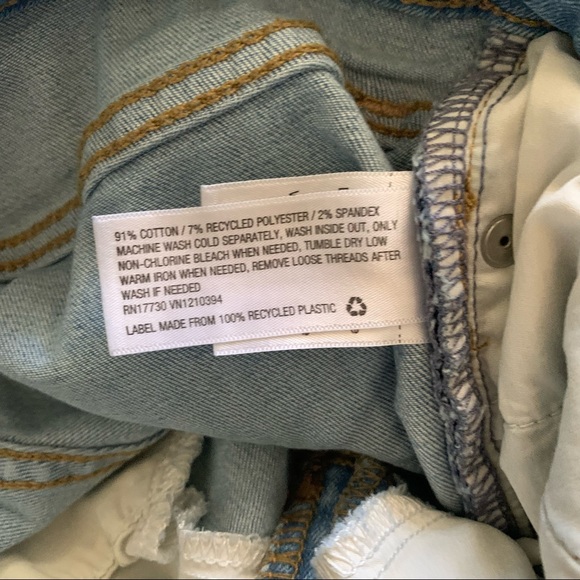 91% COTTON / 7% RECYCLED POLYESTER / 2% SPANDEX
MACHINE WASH COLD SEPARATELY, WASH INSIDE OUT, ONLY
NON-CHLORINE BLEACH WHEN NEEDED, TUMBLE DRY LOW
WARM IRON WHEN NEEDED, REMOVE LOOSE THREADS AFTER
WASH IF NEEDED
RN17730 VN1210394
LABEL MADE FROM 100% RECYCLED PLASTIC